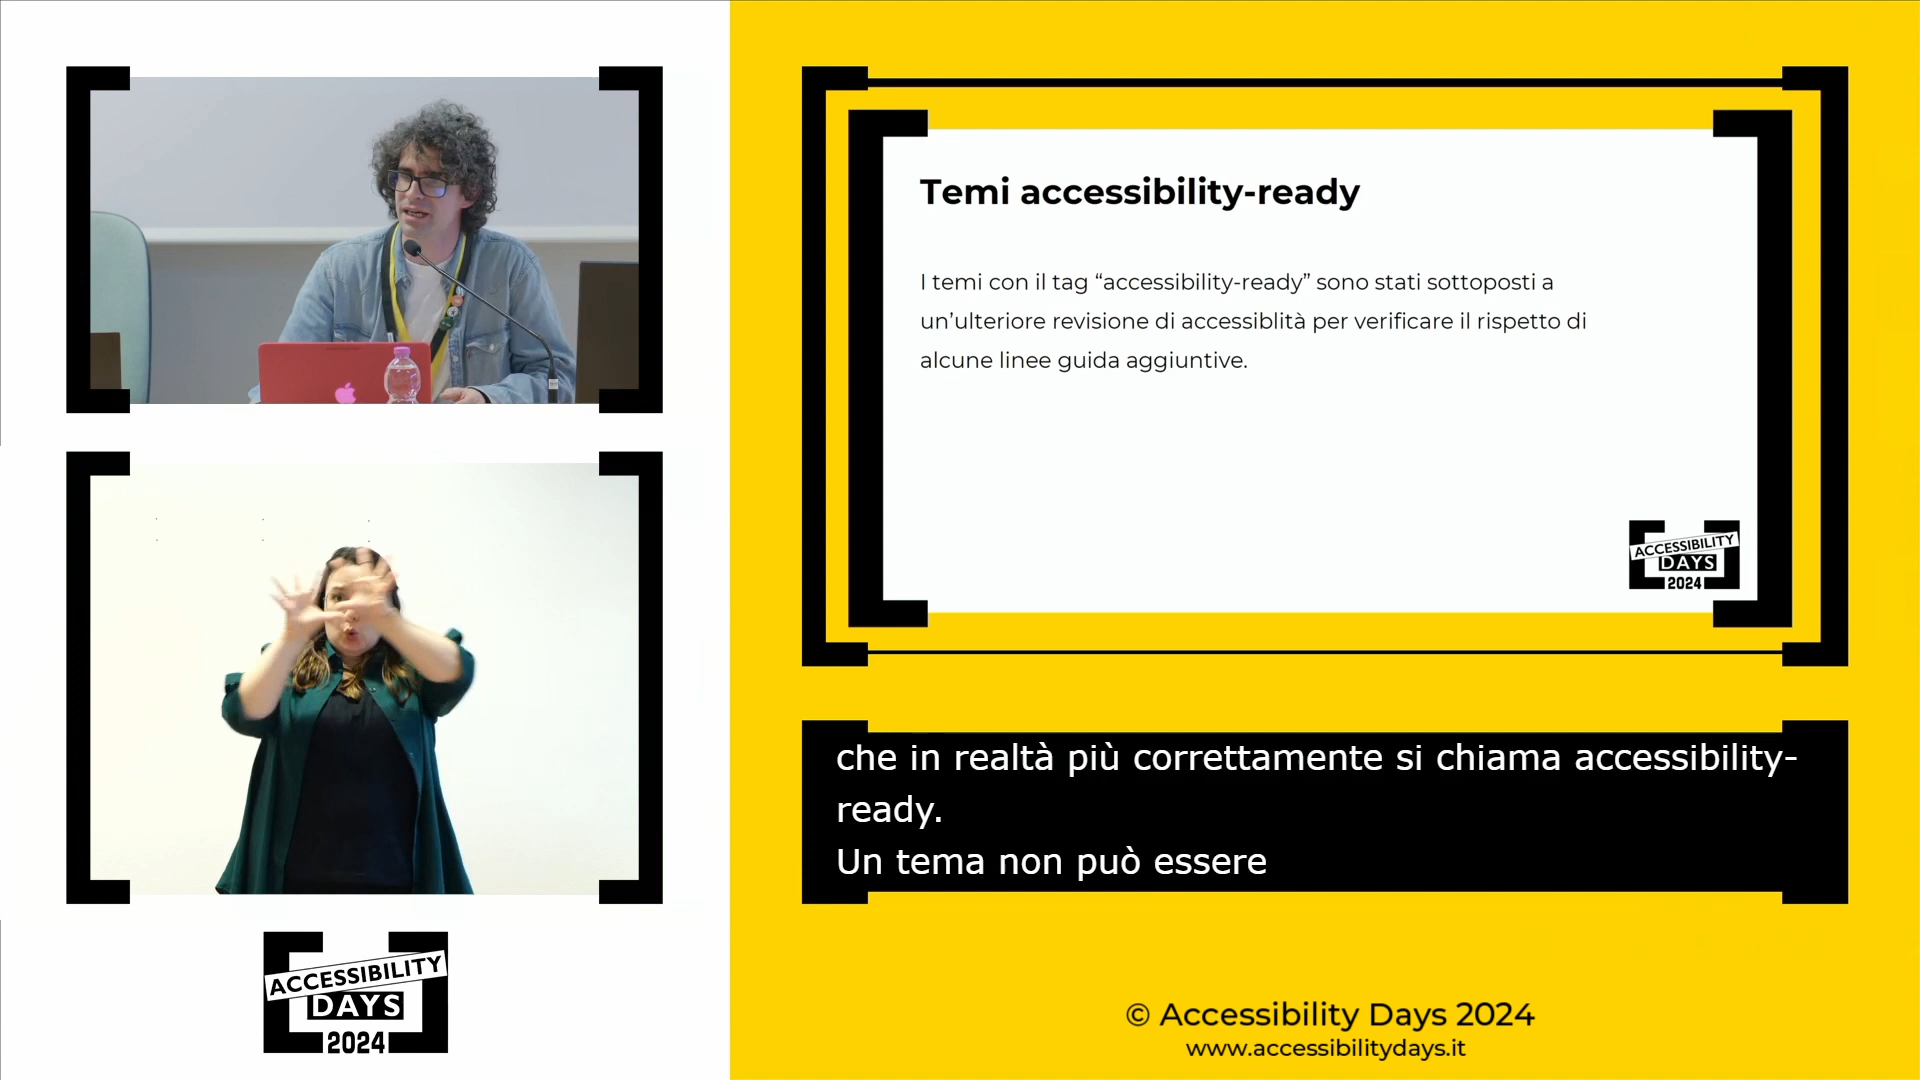 Temi accessibility-ready
I temi con il tag “accessibility-ready” sono stati sottoposti a
un’ulteriore revisione di accessiblità per verificare il rispetto di
alcune linee guida aggiuntive.
ACCESSIBILITY
DAYS
2024
che in realtà più correttamente si chiama accessibility-
ready.
Un tema non può essere
ACCESSIBILITY
DAYS
2024
© Accessibility Days 2024
www.accessibilitydays.it